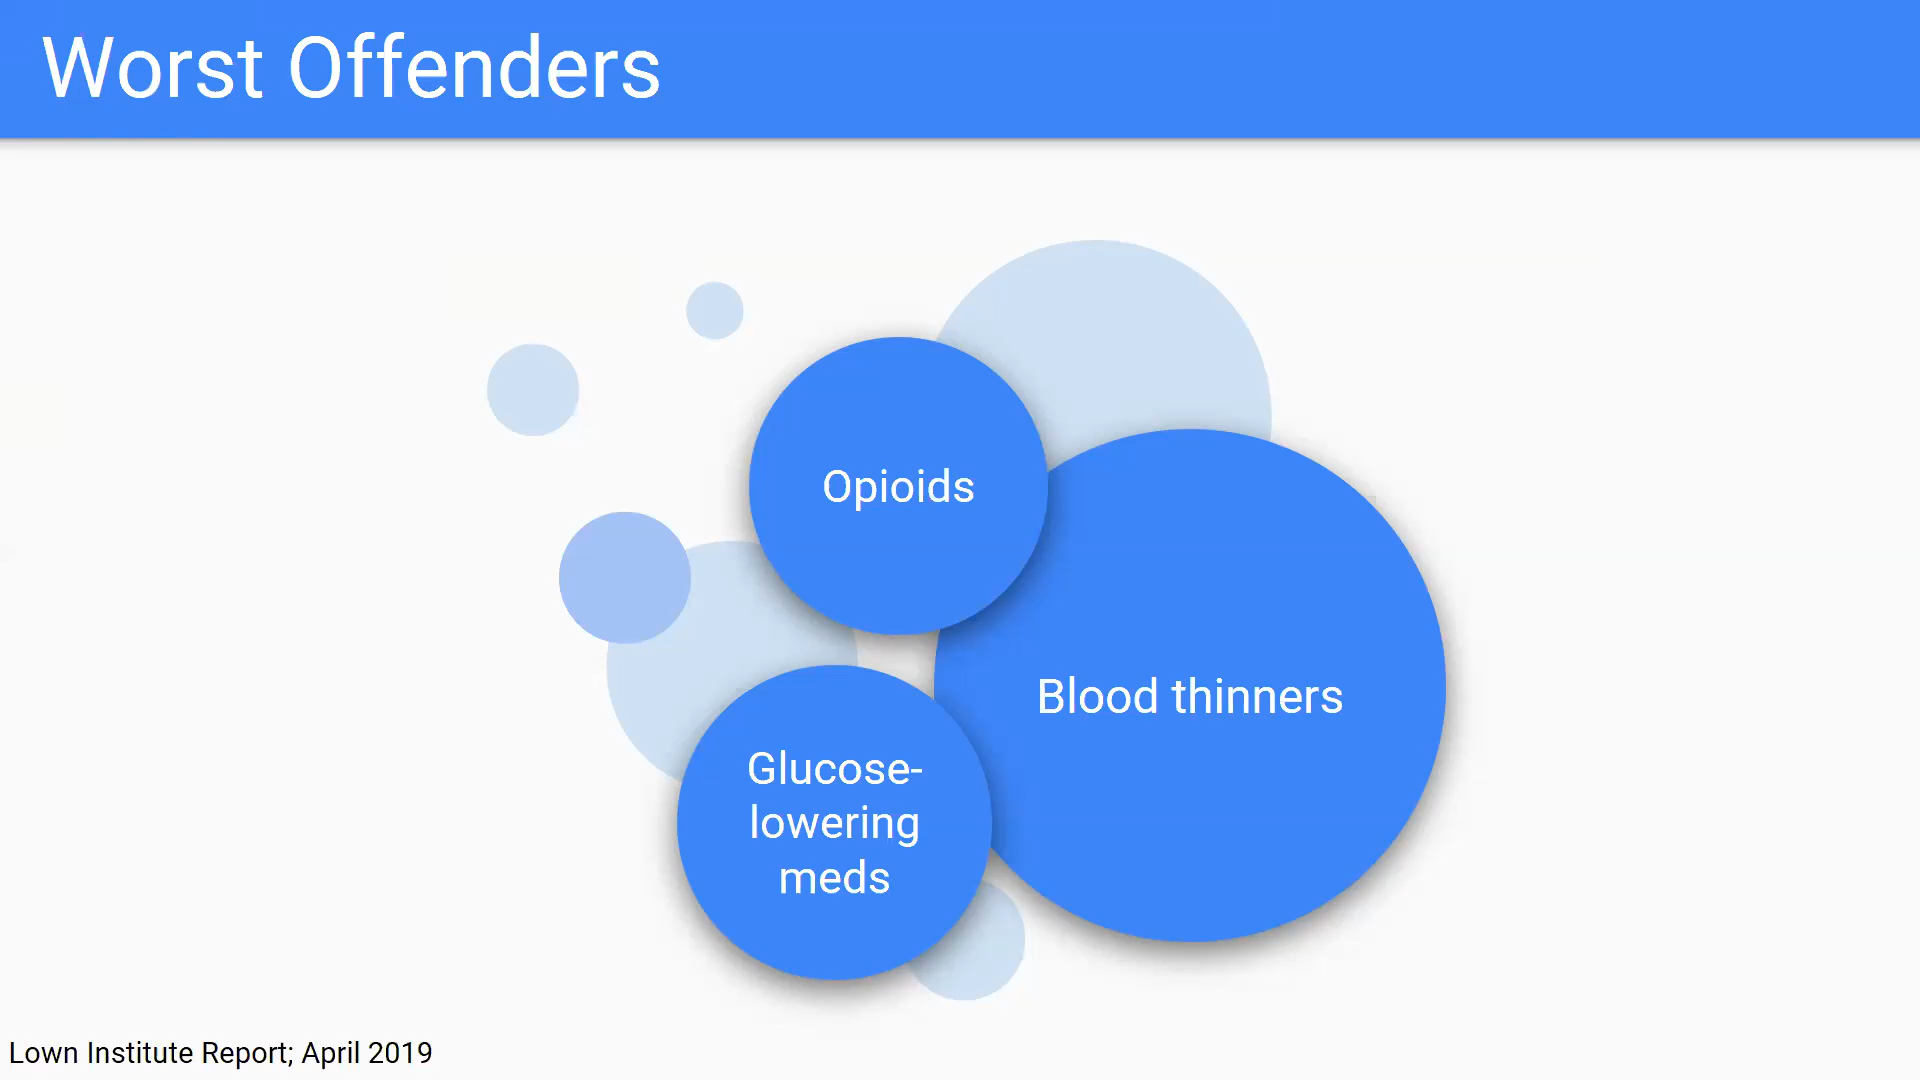 Worst Offenders
Opioids
Blood thinners
Glucose-
lowering
meds
Lown Institute Report; April 2019